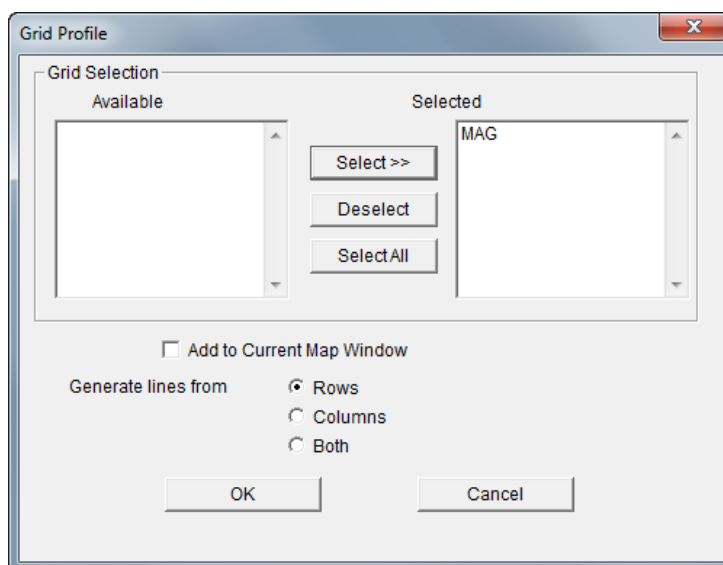 Grid Profile
X
Grid Selection
Available
Selected
MAG
Select >>
Deselect
Select All
Add to Current Map Window
Generate lines from
Rows
Columns
Both
OK
Cancel